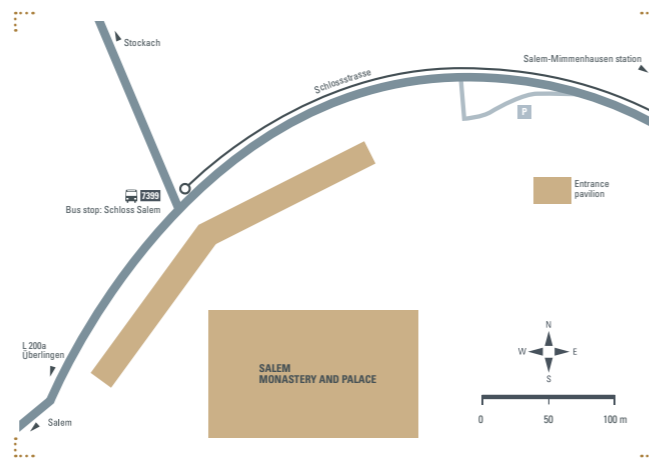 Stockach
Salem-Mimmenhausen station
Schlossstrasse
P
Entrance
pavilion
7399
Bus stop: Schloss Salem
L 200a
Überlingen
SALEM
MONASTERY AND PALACE
N
W
E
S
Salem
0
50
100 m